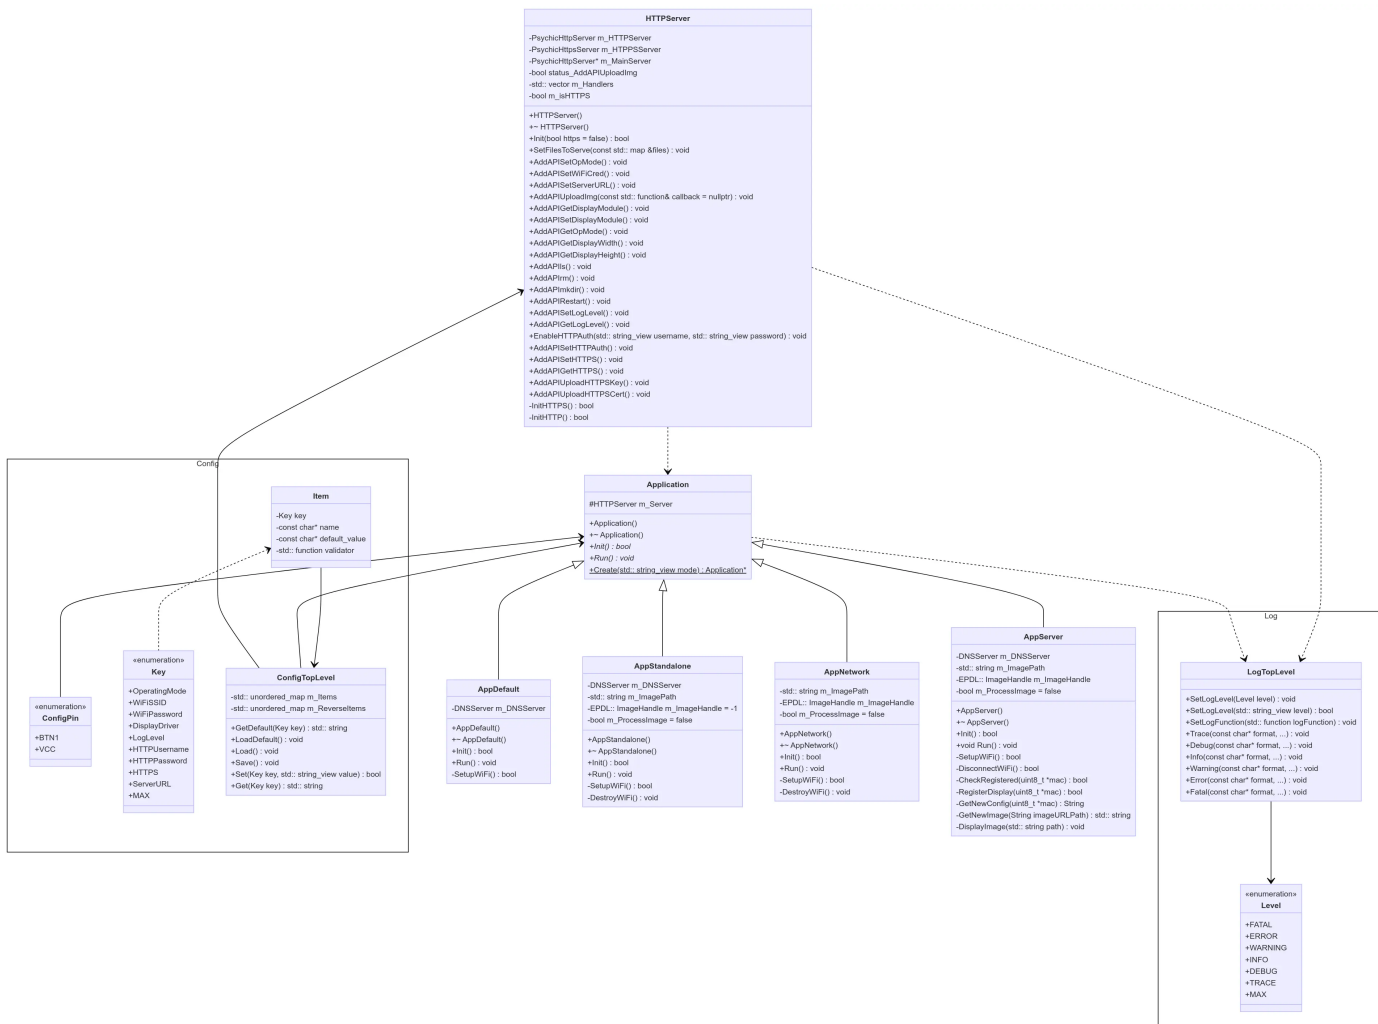 HTTPServer
-PsychicHttpServer m_HTTPServer
-PsychicHttpsServer m_HTPPSServer
-PsychicHttpServer* m_MainServer
-bool status_AddAPIUploadImg
-std:: vector m_Handlers
-bool m_isHTTPS
+HTTPServer()
+~ HTTPServer()
+Init(bool https = false) : bool
+SetFilesToServe(const std:: map &files) : void
+AddAPISetOpMode() : void
+AddAPISetWiFiCred() : void
+AddAPISetServerURL() : void
+AddAPIUploadImg(const std:: function& callback = nullptr) : void
+AddAPIGetDisplayModule() : void
+AddAPISetDisplayModule() : void
+AddAPIGetOpMode() : void
+AddAPIGetDisplayWidth() : void
+AddAPIGetDisplayHeight() : void
+AddAPIls() : void
+AddAPIrm() : void
+AddAPImkdir() : void
+AddAPIRestart() : void
+AddAPISetLogLevel() : void
+AddAPIGetLogLevel() : void
+EnableHTTPAuth(std:: string_view username, std:: string_view password) : void
+AddAPISetHTTPAuth() : void
+AddAPISetHTTPS() : void
+AddAPIGetHTTPS() : void
+AddAPIUploadHTTPSKey() : void
+AddAPIUploadHTTPSCert() : void
-InitHTTPS() : bool
-InitHTTP() : bool
Config
Item
-Key key
-const char* name
-const char* default_value
-std:: function validator
Application
#HTTPServer m_Server
+Application()
+~ Application()
+Init() : bool
+Run() : void
+Create(std:: string_view mode) : Application*
«enumeration»
ConfigPin
+BTN1
+VCC
«enumeration»
Key
+OperatingMode
+WiFiSSID
+WiFiPassword
+DisplayDriver
+LogLevel
+HTTPUsername
+HTTPPassword
+HTTPS
+ServerURL
+MAX
ConfigTopLevel
-std:: unordered_map m_Items
-std:: unordered_map m_ReverseItems
+GetDefault(Key key) : std:: string
+LoadDefault() : void
+Load() : void
+Save() : void
+Set(Key key, std:: string_view value) : bool
+Get(Key key) : std:: string
AppDefault
-DNSServer m_DNSServer
+AppDefault()
+~ AppDefault()
+Init() : bool
+Run() : void
-SetupWiFi() : bool
AppStandalone
-DNSServer m_DNSServer
-std:: string m_ImagePath
-EPDL:: ImageHandle m_ImageHandle = -1
-bool m_ProcessImage = false
+AppStandalone()
+~ AppStandalone()
+Init() : bool
+Run() : void
-SetupWiFi() : bool
-DestroyWiFi() : void
AppNetwork
-std:: string m_ImagePath
-EPDL:: ImageHandle m_ImageHandle
-bool m_ProcessImage = false
+AppNetwork()
+~ AppNetwork()
+Init() : bool
+Run() : void
-SetupWiFi() : bool
-DestroyWiFi() : void
AppServer
-DNSServer m_DNSServer
-std:: string m_ImagePath
-EPDL:: ImageHandle m_ImageHandle
-bool m_ProcessImage = false
+AppServer()
+~ AppServer()
+Init() : bool
+void Run() : void
-SetupWiFi() : bool
-DisconnectWiFi() : bool
-CheckRegistered(uint8_t *mac) : bool
-RegisterDisplay(uint8_t *mac) : bool
-GetNewConfig(uint8_t *mac) : String
-GetNewImage(String imageURLPath) : std:: string
-DisplayImage(std:: string path) : void
Log
LogTopLevel
+SetLogLevel(Level level) : void
+SetLogLevel(std:: string_view level) : bool
+SetLogFunction(std:: function logFunction) : void
+Trace(const char* format, ...) : void
+Debug(const char* format, ...) : void
+Info(const char* format, ...) : void
+Warning(const char* format, ...) : void
+Error(const char* format, ...) : void
+Fatal(const char* format, ...) : void
«enumeration»
Level
+FATAL
+ERROR
+WARNING
+INFO
+DEBUG
+TRACE
+MAX